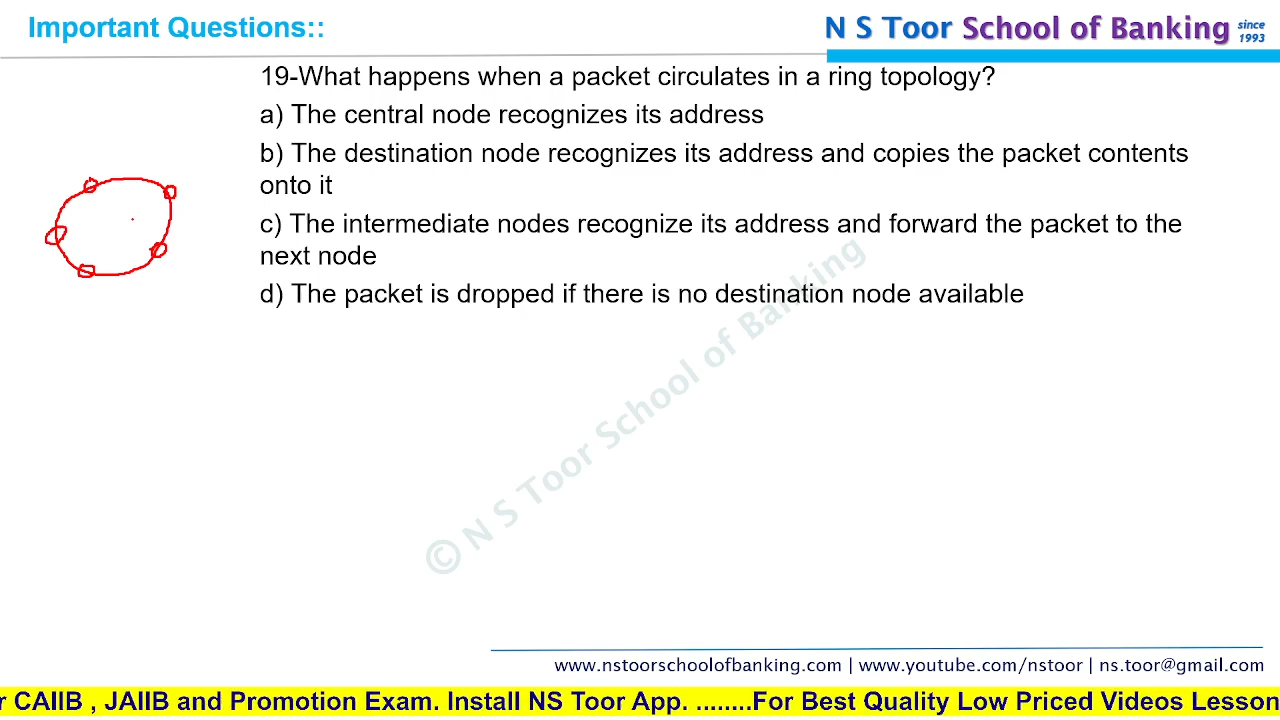 Important Questions::
N S Toor School of Banking since 1993
19-What happens when a packet circulates in a ring topology?
a) The central node recognizes its address
b) The destination node recognizes its address and copies the packet contents
onto it
c) The intermediate nodes recognize its address and forward the packet to the
next node
d) The packet is dropped if there is no destination node available
© N S Toor School of Banking
www.nstoorschoolofbanking.com | www.youtube.com/nstoor | ns.toor@gmail.com
r CAIIB , JAIIB and Promotion Exam. Install NS Toor App. ........For Best Quality Low Priced Videos Lesson